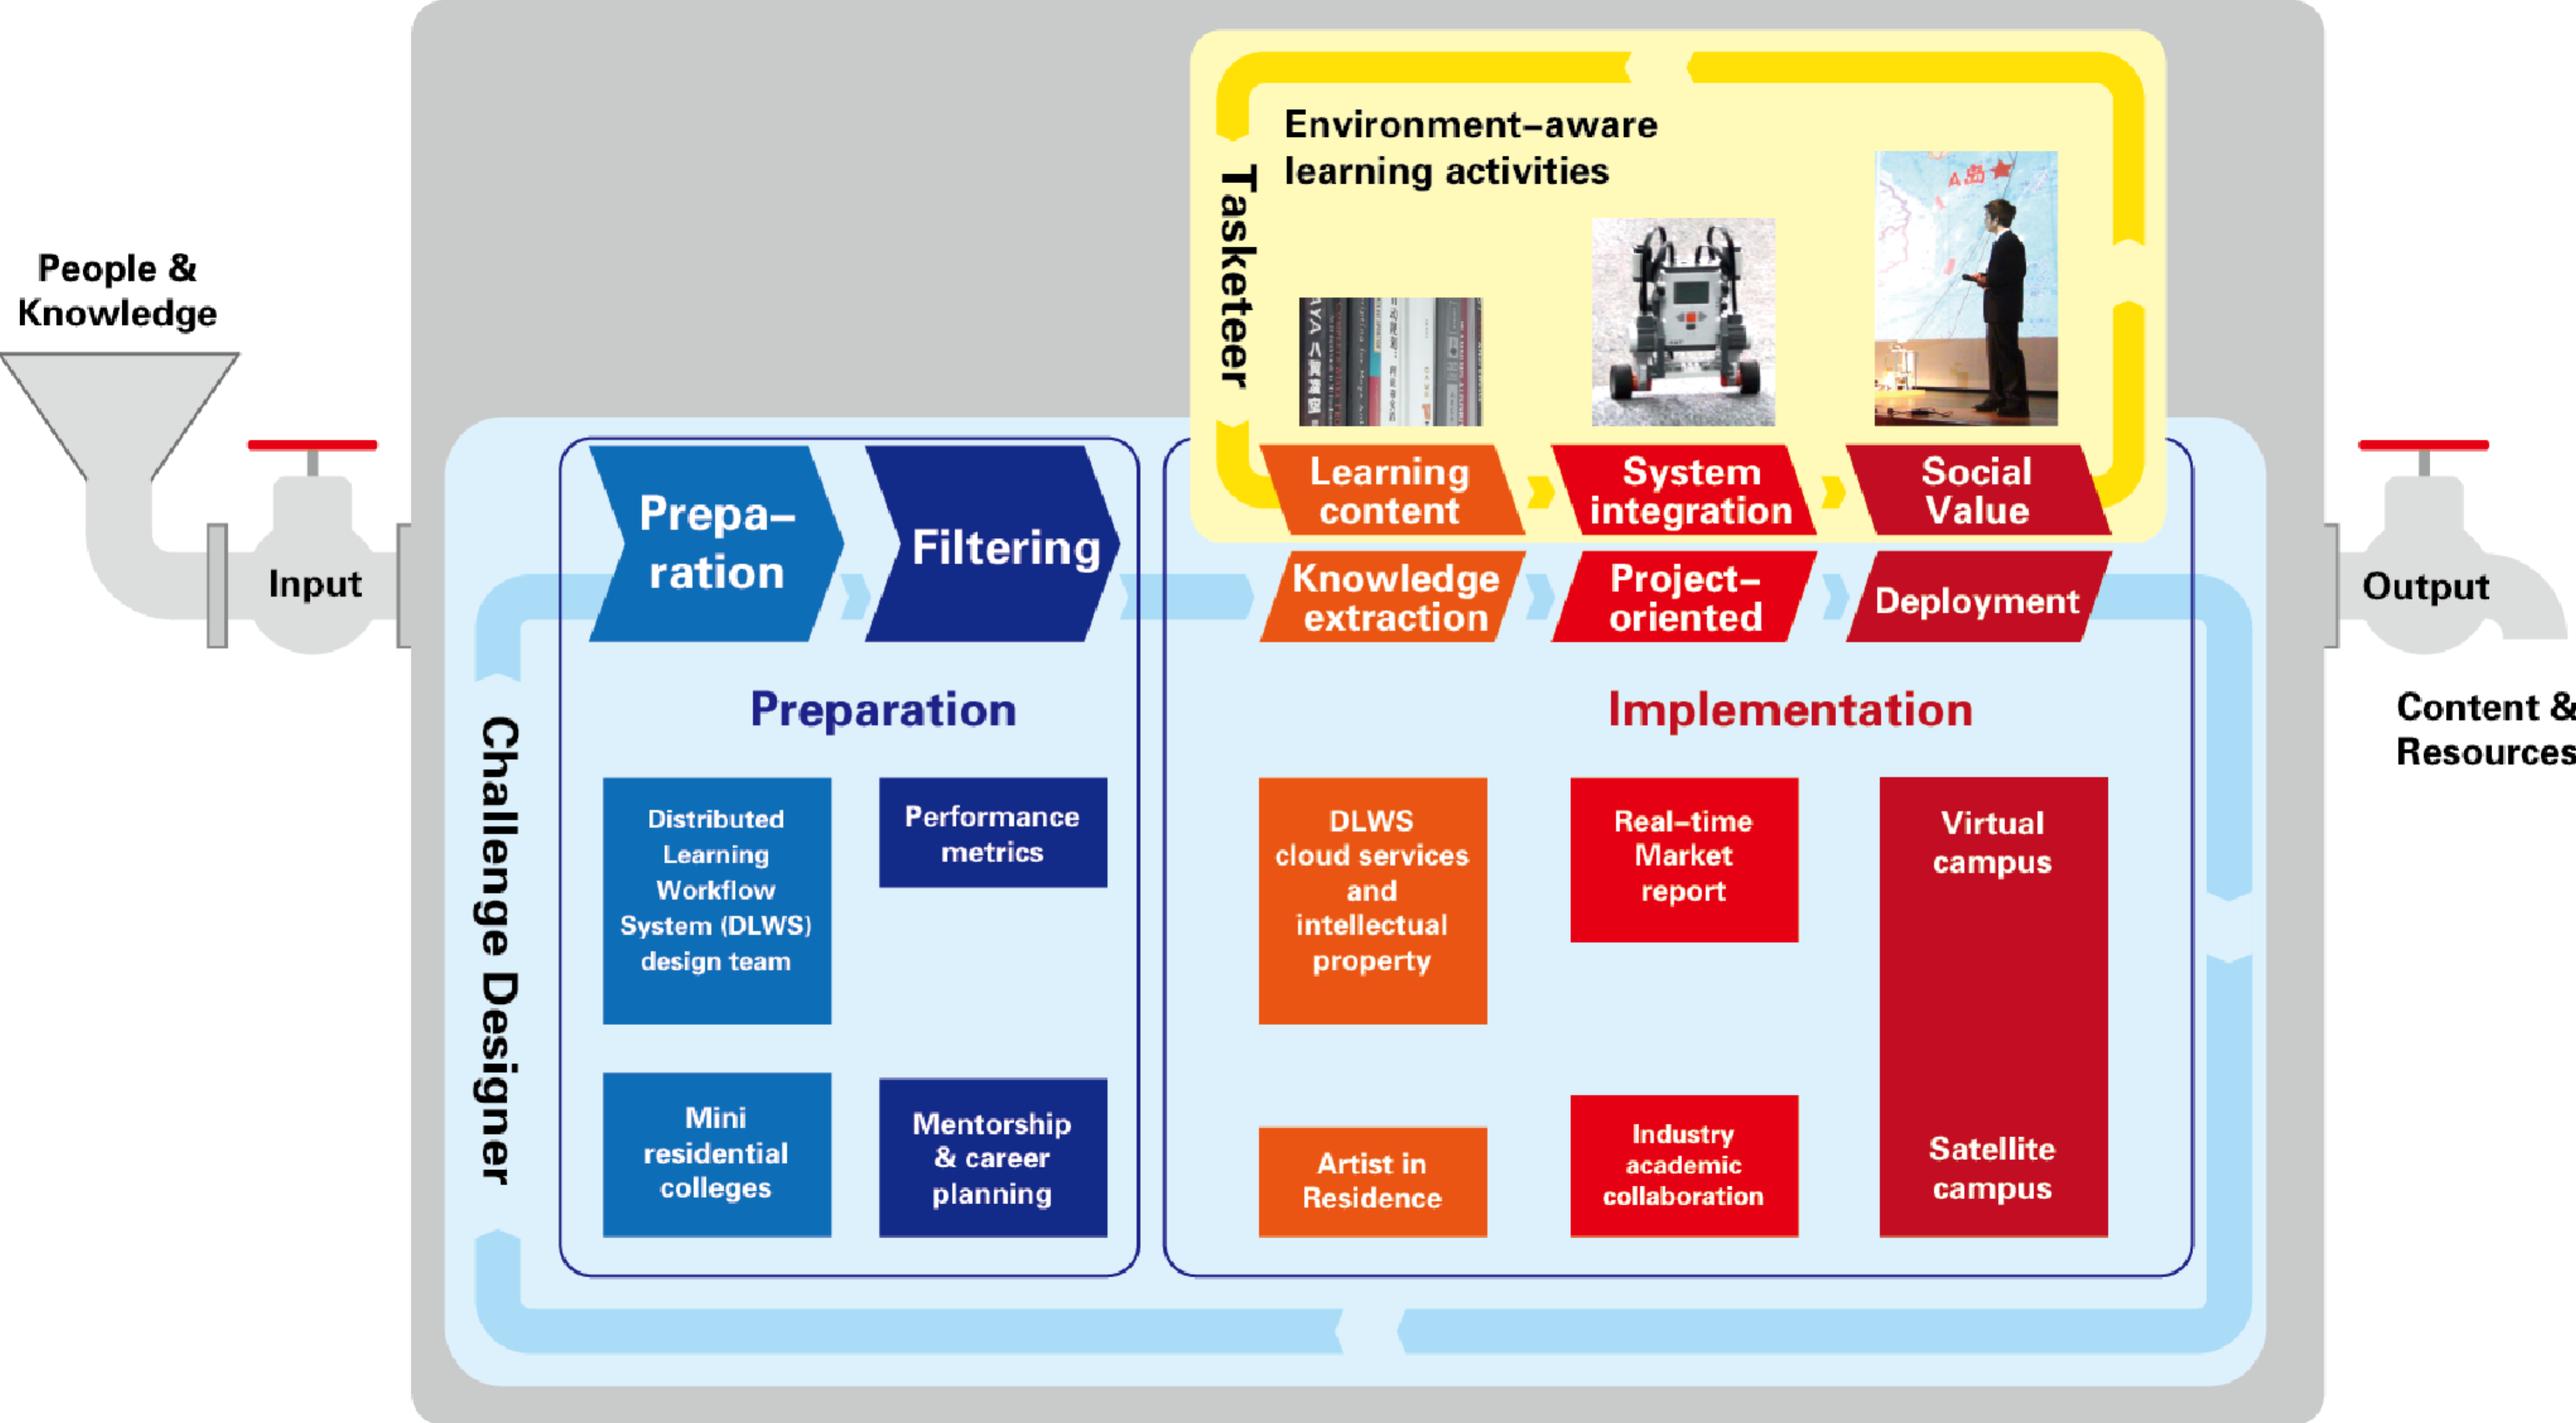 People &
Knowledge
Input
Tasketeer
Environment–aware
learning activities
A岛
Learning
content
System
integration
Social
Value
Challenge Designer
Prepa–
ration
Filtering
Knowledge
extraction
Project–
oriented
Deployment
Preparation
Distributed
Learning
Workflow
System (DLWS)
design team
Performance
metrics
Mini
residential
colleges
Mentorship
& career
planning
Implementation
DLWS
cloud services
and
intellectual
property
Real–time
Market
report
Virtual
campus
Artist in
Residence
Industry
academic
collaboration
Satellite
campus
Output
Content &
Resources